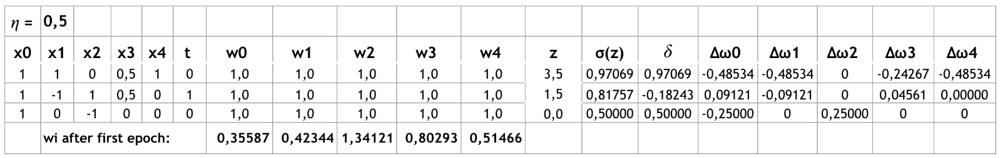 η = 0,5
x0 x1 x2 x3 x4 t w0 w1 w2 w3 w4 z σ(z) δ Δω0 Δω1 Δω2 Δω3 Δω4
1 1 0 0,5 1 0 1,0 1,0 1,0 1,0 1,0 3,5 0,97069 0,97069 -0,48534 -0,48534 0 -0,24267 -0,48534
1 -1 1 0,5 0 1 1,0 1,0 1,0 1,0 1,0 1,5 0,81757 -0,18243 0,09121 -0,09121 0 0,04561 0,00000
1 0 -1 0 0 0 1,0 1,0 1,0 1,0 1,0 0,0 0,50000 0,50000 -0,25000 0 0,25000 0 0
wi after first epoch: 0,35587 0,42344 1,34121 0,80293 0,51466